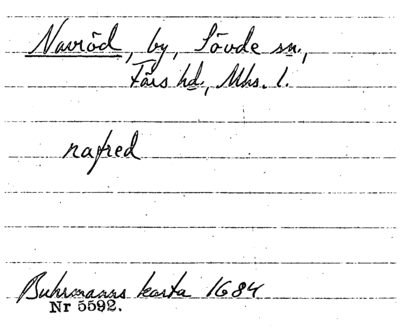 Navröd, by, Sövde sn.,
Färs hd., Mhs. l.
nafred
Buhrmanns karta 1684
Nr 5592.